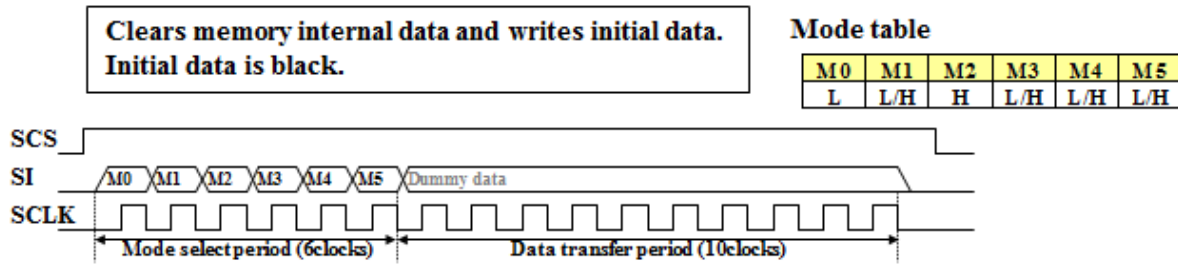 Clears memory internal data and writes initial data.
Initial data is black.
Mode table
M0 M1 M2 M3 M4 M5
L L/H H L/H L/H L/H
SCS
SI M0 M1 M2 M3 M4 M5 Dummy data
SCLK
Mode select period (6clocks) Data transfer period (10clocks)